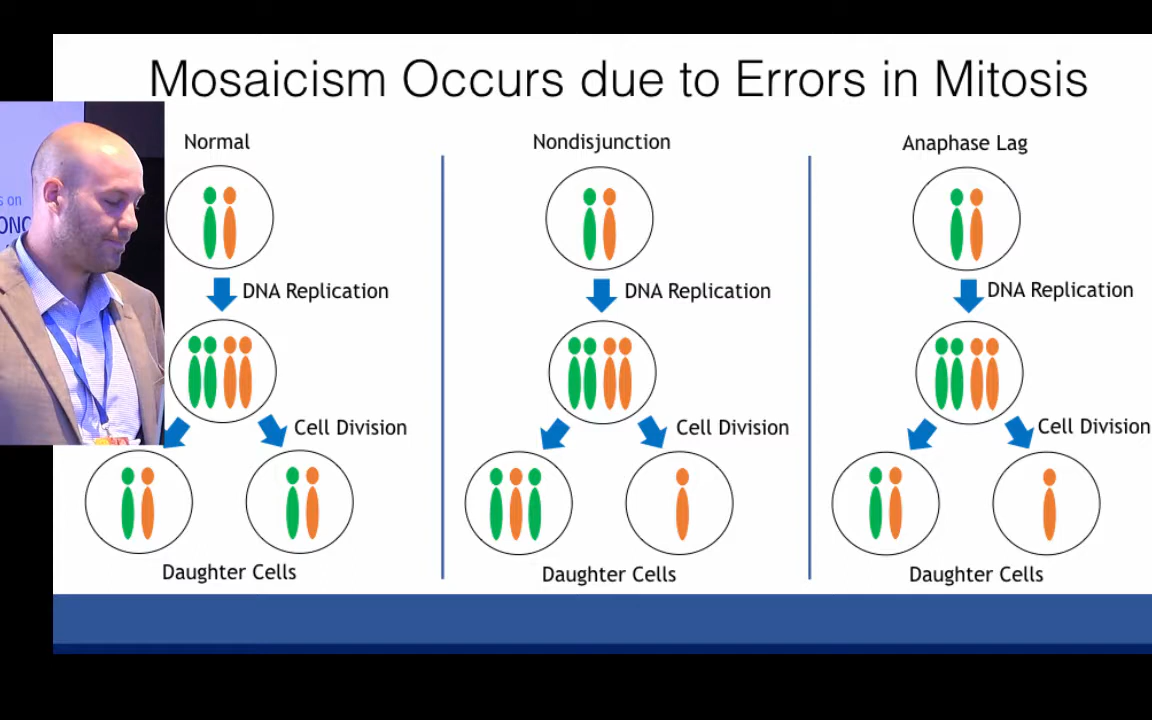 Mosaicism Occurs due to Errors in Mitosis
Normal
Nondisjunction
Anaphase Lag
DNA Replication
DNA Replication
DNA Replication
Cell Division
Cell Division
Cell Division
Daughter Cells
Daughter Cells
Daughter Cells
on